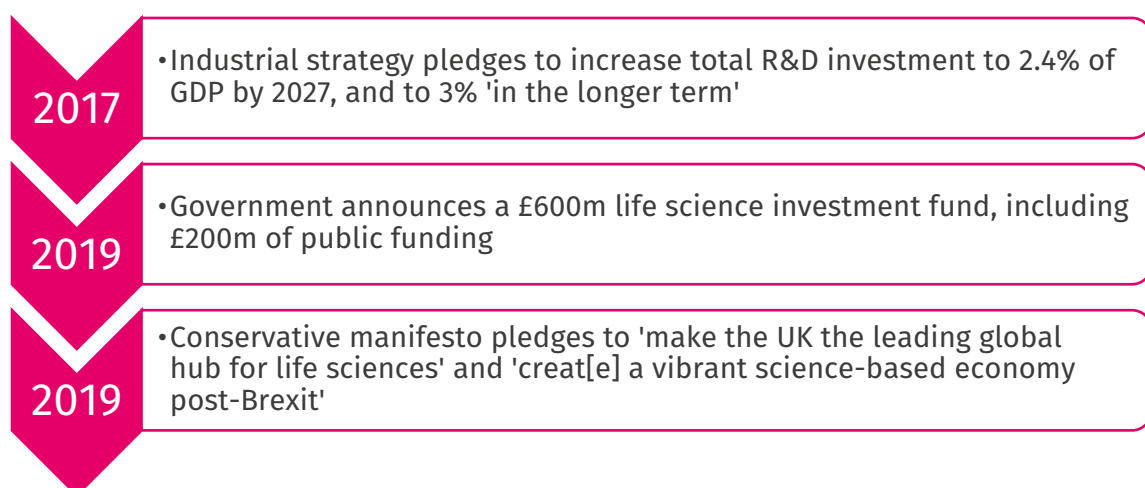 2017
•Industrial strategy pledges to increase total R&D investment to 2.4% of
GDP by 2027, and to 3% 'in the longer term'
2019
•Government announces a £600m life science investment fund, including
£200m of public funding
2019
•Conservative manifesto pledges to 'make the UK the leading global
hub for life sciences' and 'creat[e] a vibrant science-based economy
post-Brexit'